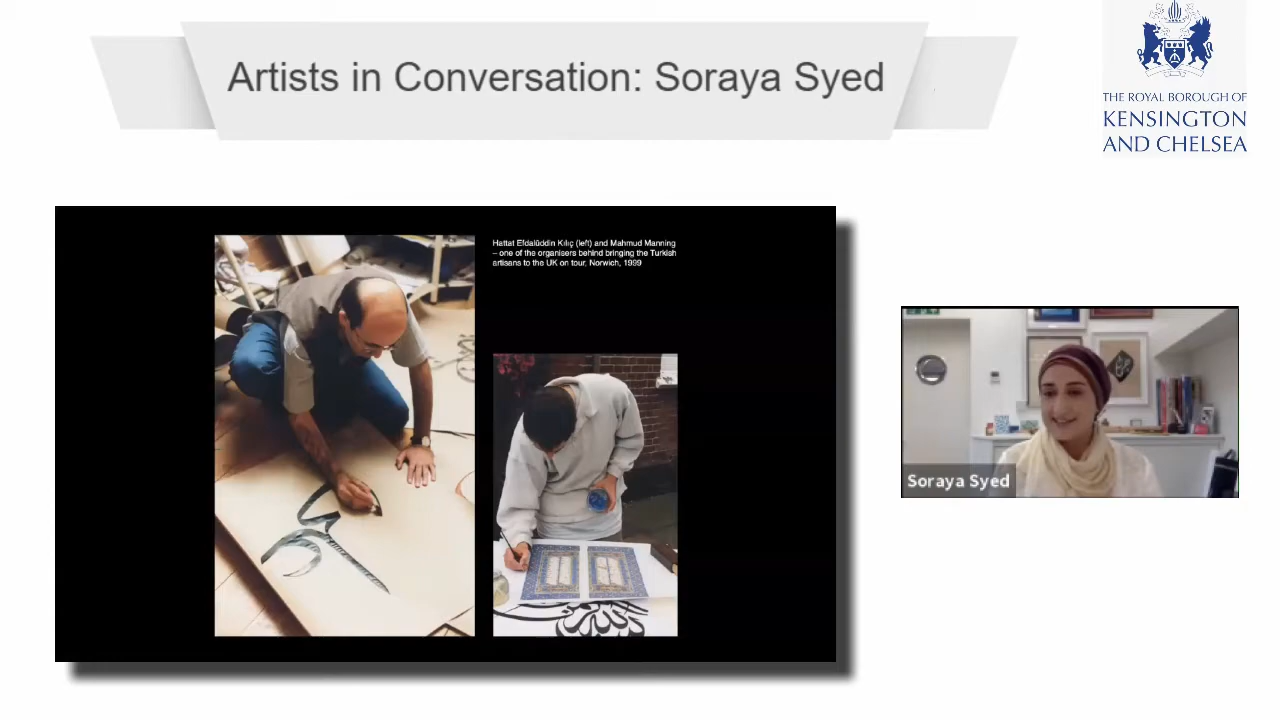 Artists in Conversation: Soraya Syed
THE ROYAL BOROUGH OF
KENSINGTON
AND CHELSEA
Hattat Efdalüddin Kılıç (left) and Mahmud Manning
– one of the organisers behind bringing the Turkish
artisans to the UK on tour, Norwich, 1999
Soraya Syed